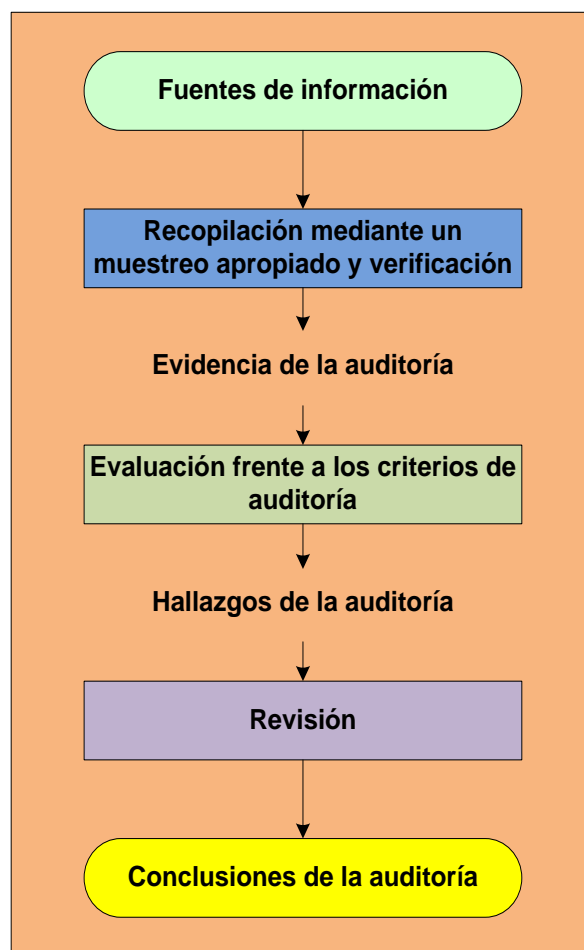 Fuentes de información
Recopilación mediante un
muestreo apropiado y verificación
Evidencia de la auditoría
Evaluación frente a los criterios de
auditoría
Hallazgos de la auditoría
Revisión
Conclusiones de la auditoría